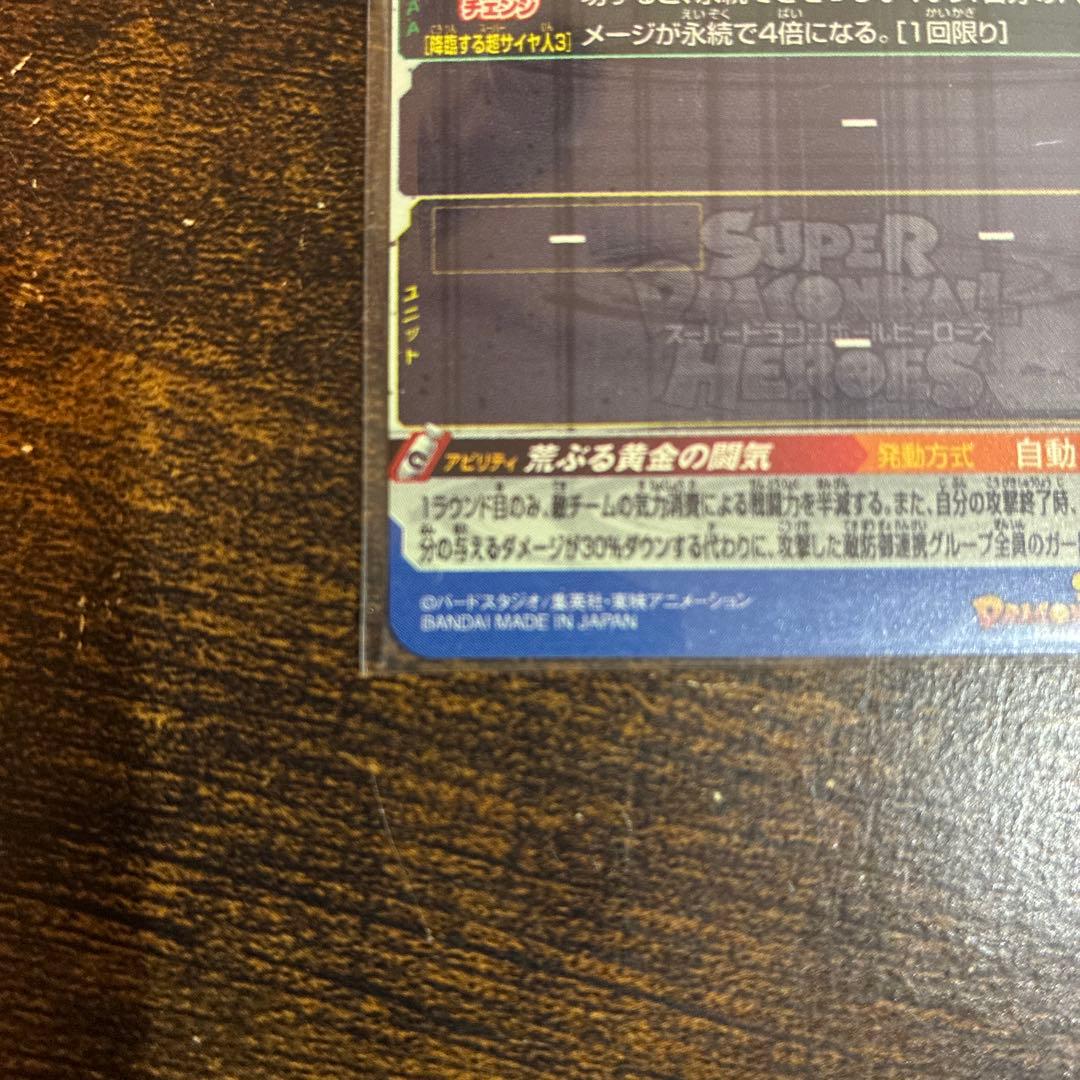 チェンジ
[降臨する超サイヤ人3]
メージが永続で4倍になる。[1回限り]
ユニット
SUPER
DRAGON BALL
スーパードラゴンボールヒーローズ
HEROES
アビリティ 荒ぶる黄金の闘気 発動方式 自動
1ラウンド目のみ、敵チームの気力消費による戦闘力を半減する。また、自分の攻撃終了時、
分の与えるダメージが30%ダウンする代わりに、攻撃した敵防御連携グループ全員のガー
©バードスタジオ/集英社・東映アニメーション
BANDAI MADE IN JAPAN
DRAGON